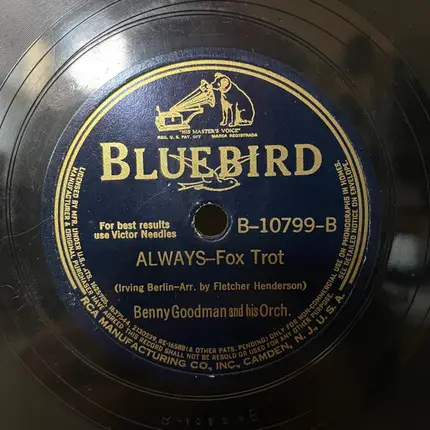 "HIS MASTER'S VOICE"
REG. U. S. PAT. OFF. MARCA REGISTRADA
BLUEBIRD
For best results
use Victor Needles
B-10799-B
ALWAYS-Fox Trot
(Irving Berlin-Arr. by Fletcher Henderson)
Benny Goodman and his Orch.
RCA MANUFACTURING CO., INC., CAMDEN, N. J., U. S. A.